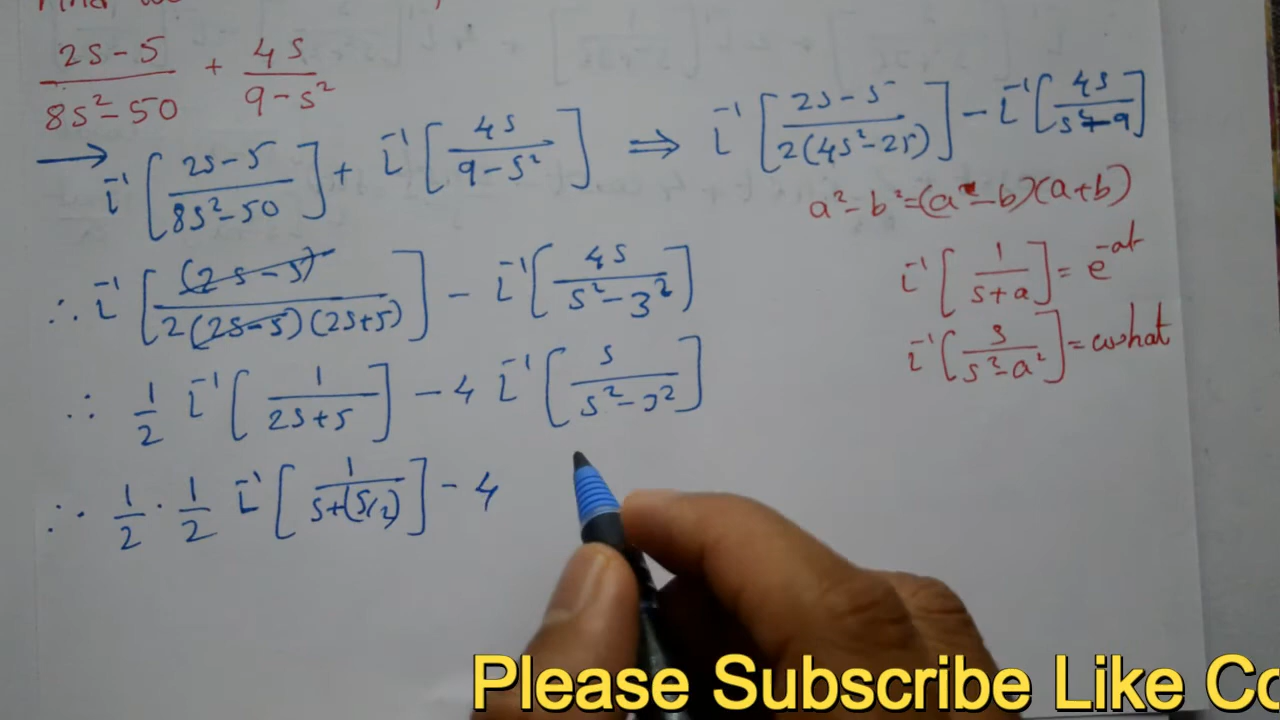 (2s-5)/(8s²-50) + 4s/(9-s²)
→ L⁻¹[(2s-5)/(8s²-50)] + L⁻¹[4s/(9-s²)] ⇒ L⁻¹[(2s-5)/(2(4s²-25))] - L⁻¹[4s/(s²-9)]
a²-b²=(a-b)(a+b)
L⁻¹[1/(s+a)] = e^(-at)
L⁻¹[s/(s²-a²)] = coshat
∴ L⁻¹[(2s-5)/(2(2s-5)(2s+5))] - L⁻¹[4s/(s²-3²)]
∴ 1/2 L⁻¹[1/(2s+5)] - 4 L⁻¹[s/(s²-3²)]
∴ 1/2 · 1/2 L⁻¹[1/(s+(5/2))] - 4
Please Subscribe Like Co